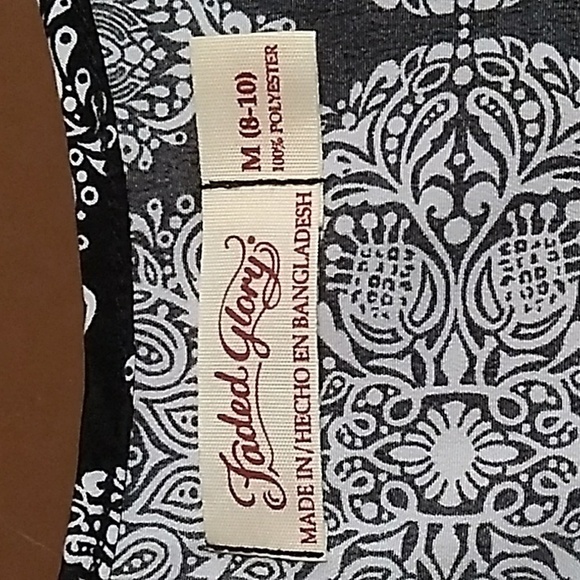 Faded Glory®
MADE IN/HECHO EN BANGLADESH
M (8-10)
100% POLYESTER